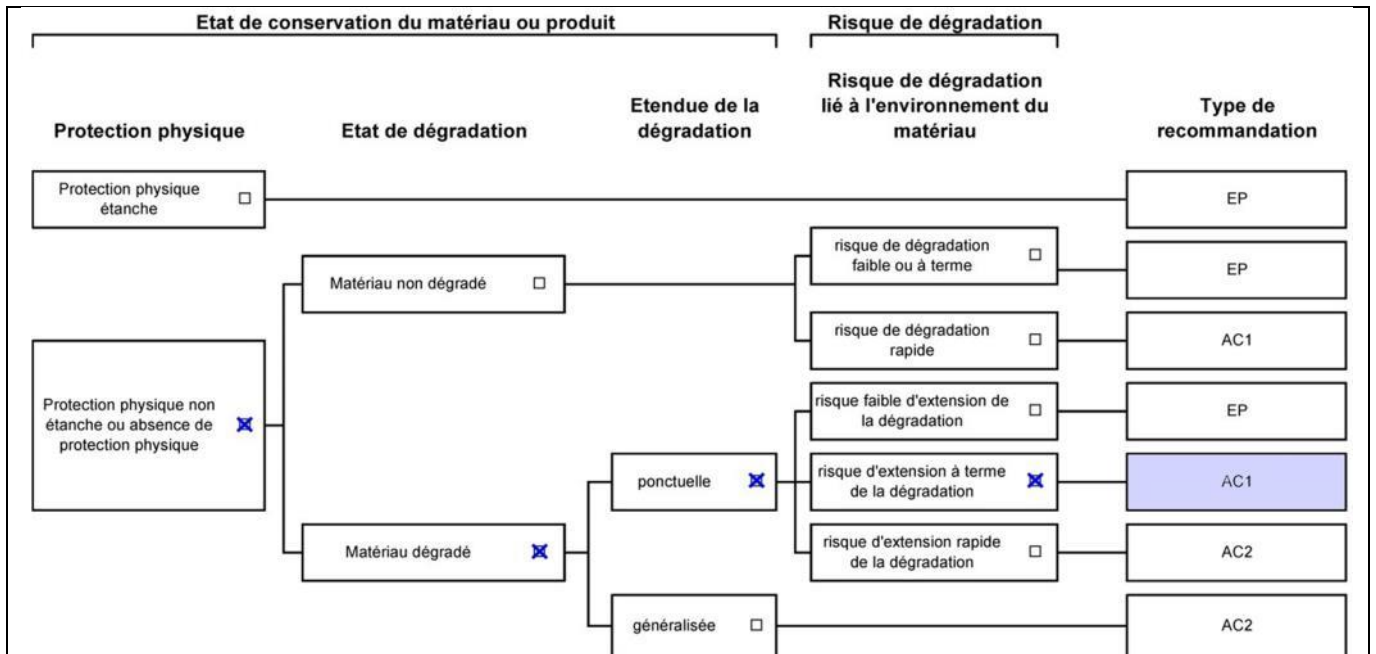 Etat de conservation du matériau ou produit
Risque de dégradation
Protection physique
Etat de dégradation
Etendue de la
dégradation
Risque de dégradation
lié à l'environnement du
matériau
Type de
recommandation
Protection physique
étanche
EP
risque de dégradation
faible ou à terme
EP
Matériau non dégradé
risque de dégradation
rapide
AC1
Protection physique non
étanche ou absence de
protection physique
risque faible d'extension de
la dégradation
EP
ponctuelle
risque d'extension à terme
de la dégradation
AC1
Matériau dégradé
risque d'extension rapide
de la dégradation
AC2
généralisée
AC2